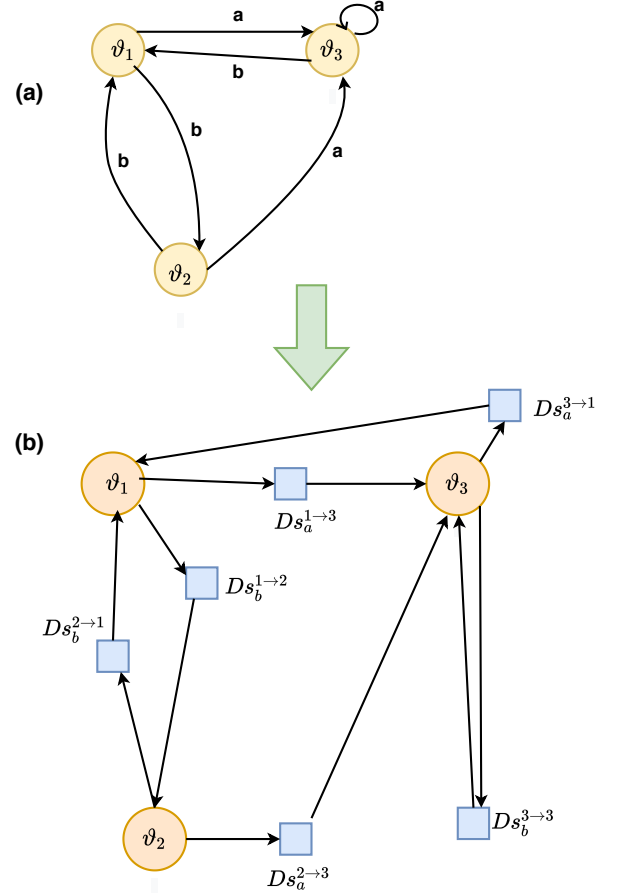 a
a
ϑ₁
ϑ₃
b
(a)
b
b
a
ϑ₂
Ds_a^{3→1}
(b)
ϑ₁
ϑ₃
Ds_a^{1→3}
Ds_b^{1→2}
Ds_b^{2→1}
Ds_b^{3→3}
ϑ₂
Ds_a^{2→3}